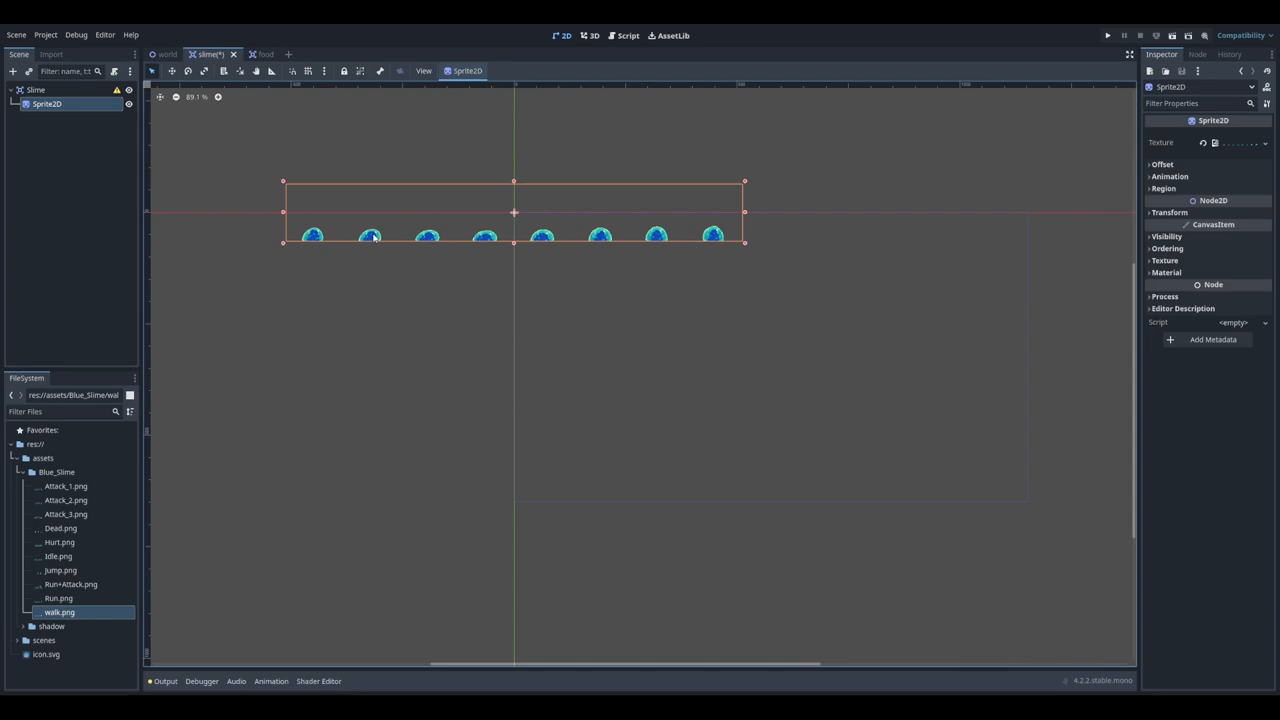 Scene Project Debug Editor Help
2D 3D Script AssetLib
Compatibility
Scene Import
world slime(*) food
Inspector Node History
Filter: name, t:t
View Sprite2D
Slime
Sprite2D
89.1 %
Sprite2D
Filter Properties
Sprite2D
Texture
Offset
Animation
Region
Node2D
Transform
CanvasItem
Visibility
Ordering
Texture
Material
Node
Process
Editor Description
Script <empty>
Add Metadata
FileSystem
res://assets/Blue_Slime/wal
Filter Files
Favorites:
res://
assets
Blue_Slime
Attack_1.png
Attack_2.png
Attack_3.png
Dead.png
Hurt.png
Idle.png
Jump.png
Run+Attack.png
Run.png
walk.png
shadow
scenes
icon.svg
Output Debugger Audio Animation Shader Editor
4.2.2.stable.mono